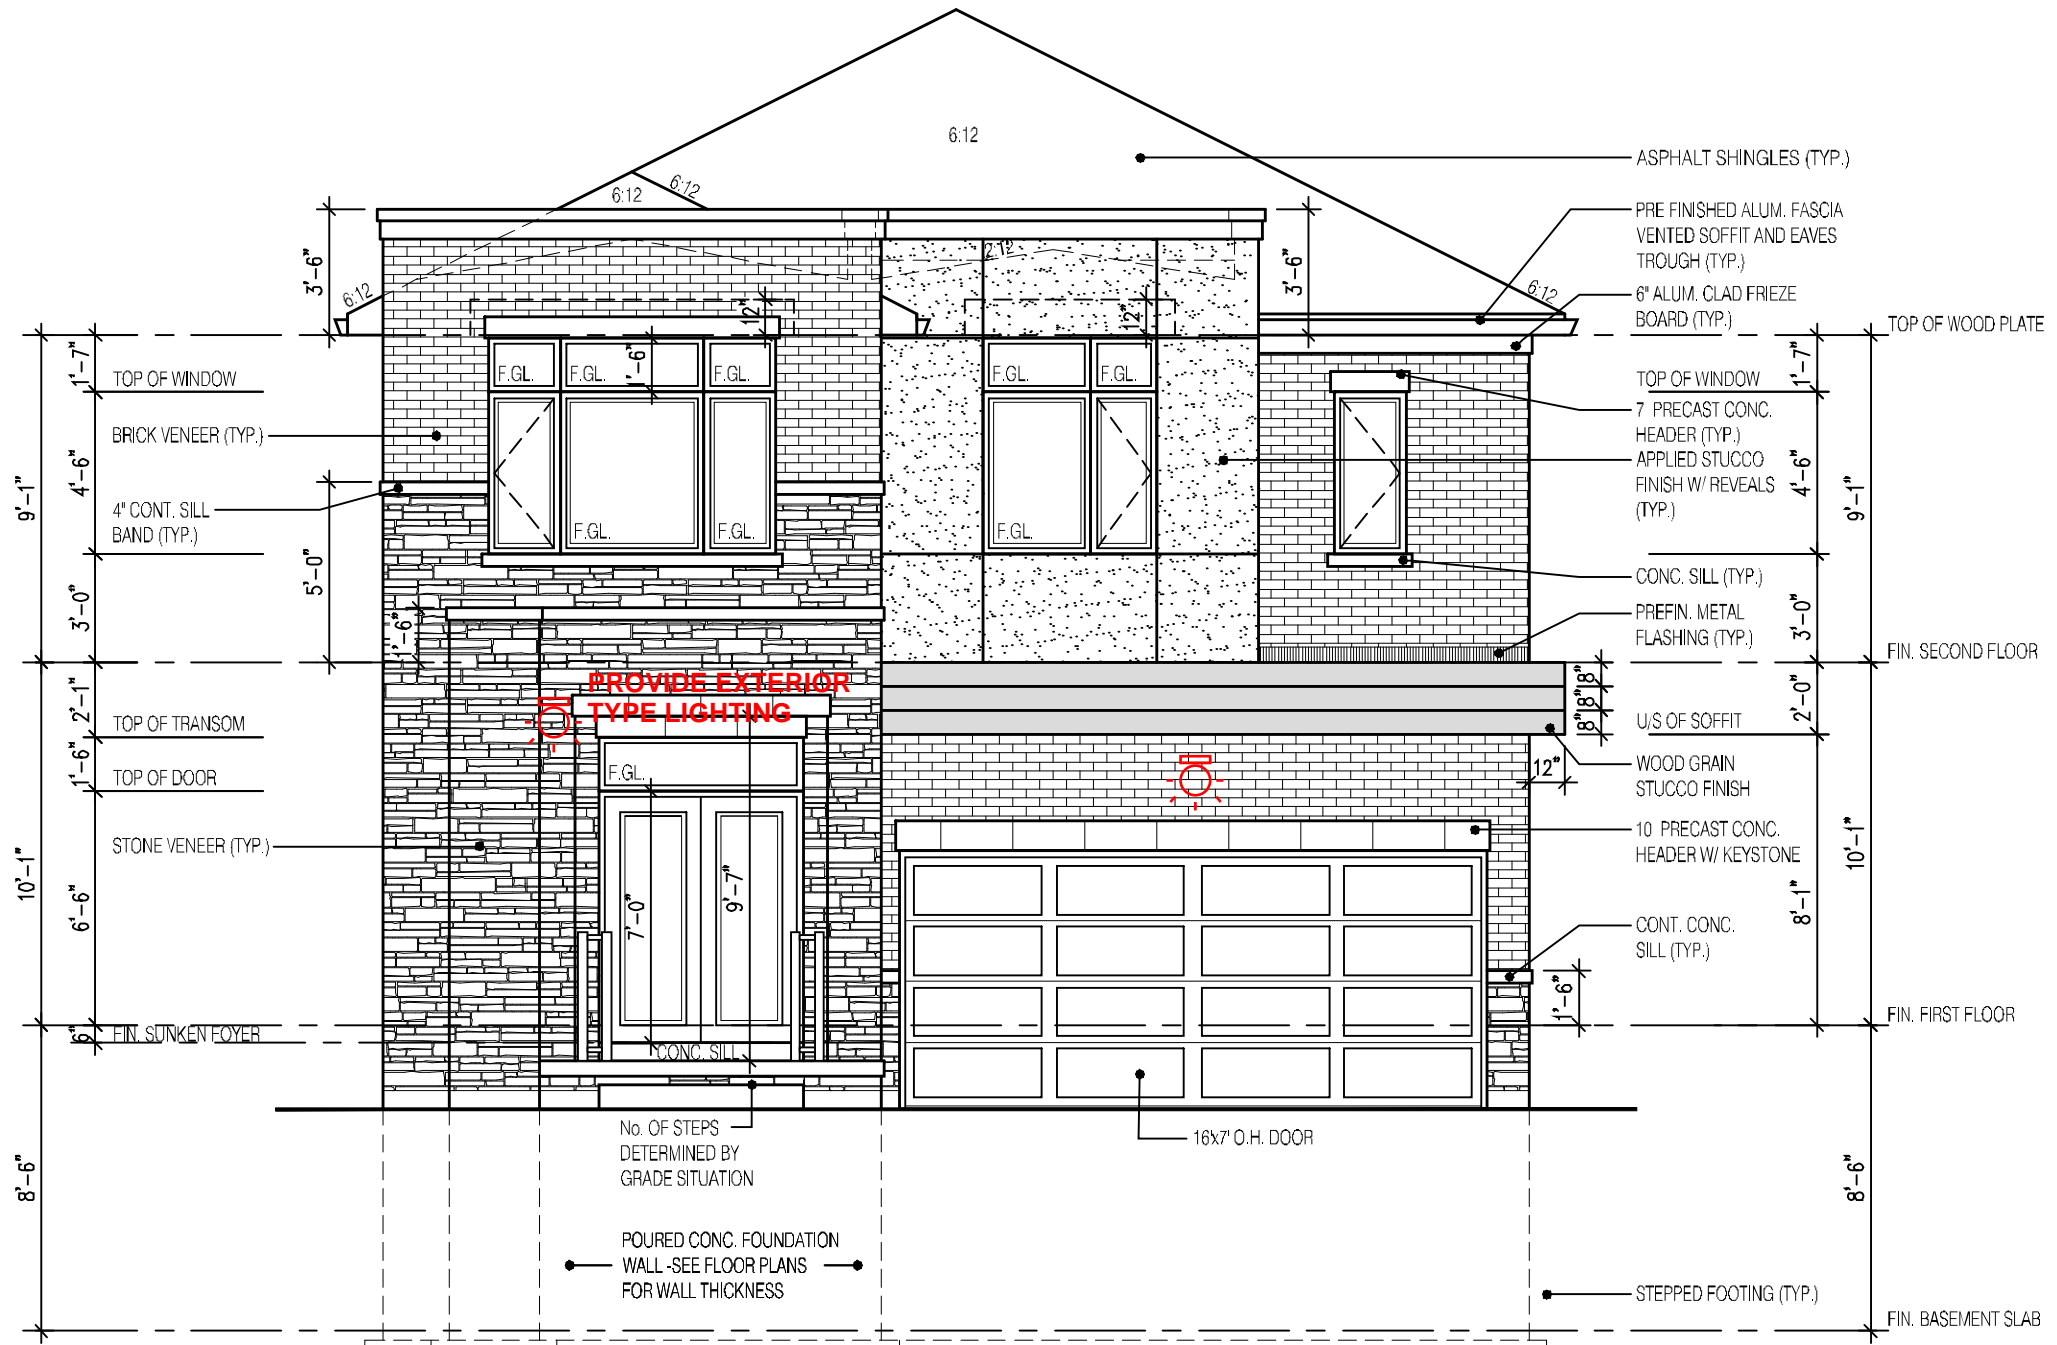 6:12
6:12
6:12
6:12
6:12
2:12
3'-6"
3'-6"
12"
12"
1'-6"
F.GL.
F.GL.
F.GL.
F.GL.
F.GL.
F.GL.
F.GL.
F.GL.
9'-1"
1'-7"
TOP OF WINDOW
BRICK VENEER (TYP.)
4'-6"
4" CONT. SILL
BAND (TYP.)
5'-0"
3'-0"
1'-6"
2'-1"
TOP OF TRANSOM
1'-6"
TOP OF DOOR
STONE VENEER (TYP.)
10'-1"
6'-6"
6"
FIN. SUNKEN FOYER
8'-6"
PROVIDE EXTERIOR
TYPE LIGHTING
F.GL.
7'-0"
9'-7"
CONC. SILL
No. OF STEPS
DETERMINED BY
GRADE SITUATION
16'x7' O.H. DOOR
POURED CONC. FOUNDATION
WALL -SEE FLOOR PLANS
FOR WALL THICKNESS
ASPHALT SHINGLES (TYP.)
PRE FINISHED ALUM. FASCIA
VENTED SOFFIT AND EAVES
TROUGH (TYP.)
6" ALUM. CLAD FRIEZE
BOARD (TYP.)
TOP OF WOOD PLATE
1'-7"
TOP OF WINDOW
7 PRECAST CONC.
HEADER (TYP.)
APPLIED STUCCO
FINISH W/ REVEALS
(TYP.)
4'-6"
9'-1"
CONC. SILL (TYP.)
PREFIN. METAL
FLASHING (TYP.)
3'-0"
FIN. SECOND FLOOR
8"
8"
8"
2'-0"
U/S OF SOFFIT
12"
WOOD GRAIN
STUCCO FINISH
10 PRECAST CONC.
HEADER W/ KEYSTONE
10'-1"
8'-1"
CONT. CONC.
SILL (TYP.)
1'-6"
FIN. FIRST FLOOR
8'-6"
STEPPED FOOTING (TYP.)
FIN. BASEMENT SLAB